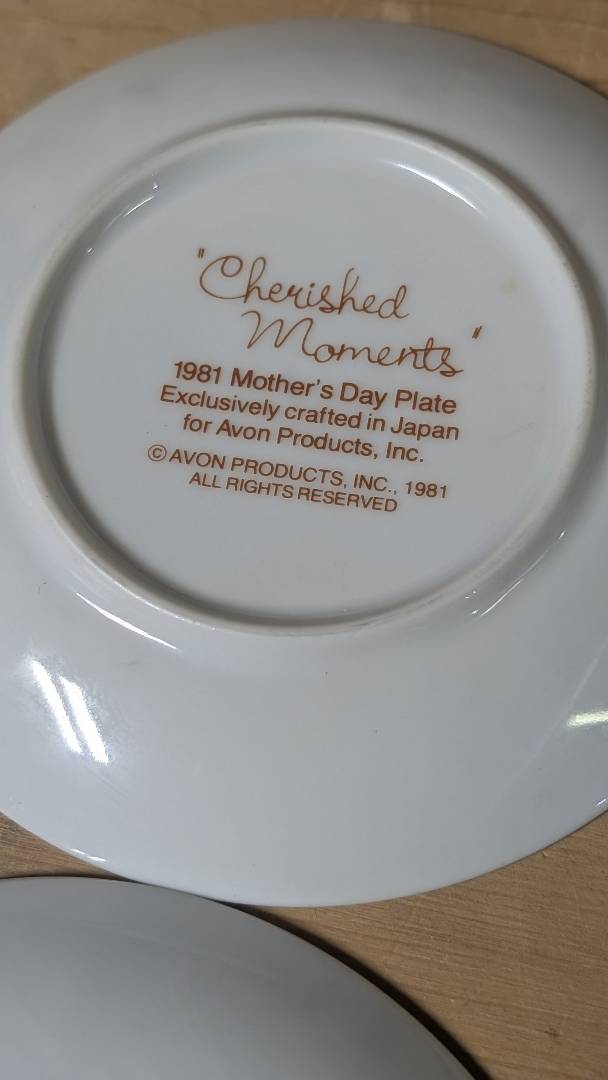 "Cherished
Moments"
1981 Mother's Day Plate
Exclusively crafted in Japan
for Avon Products, Inc.
© AVON PRODUCTS, INC., 1981
ALL RIGHTS RESERVED